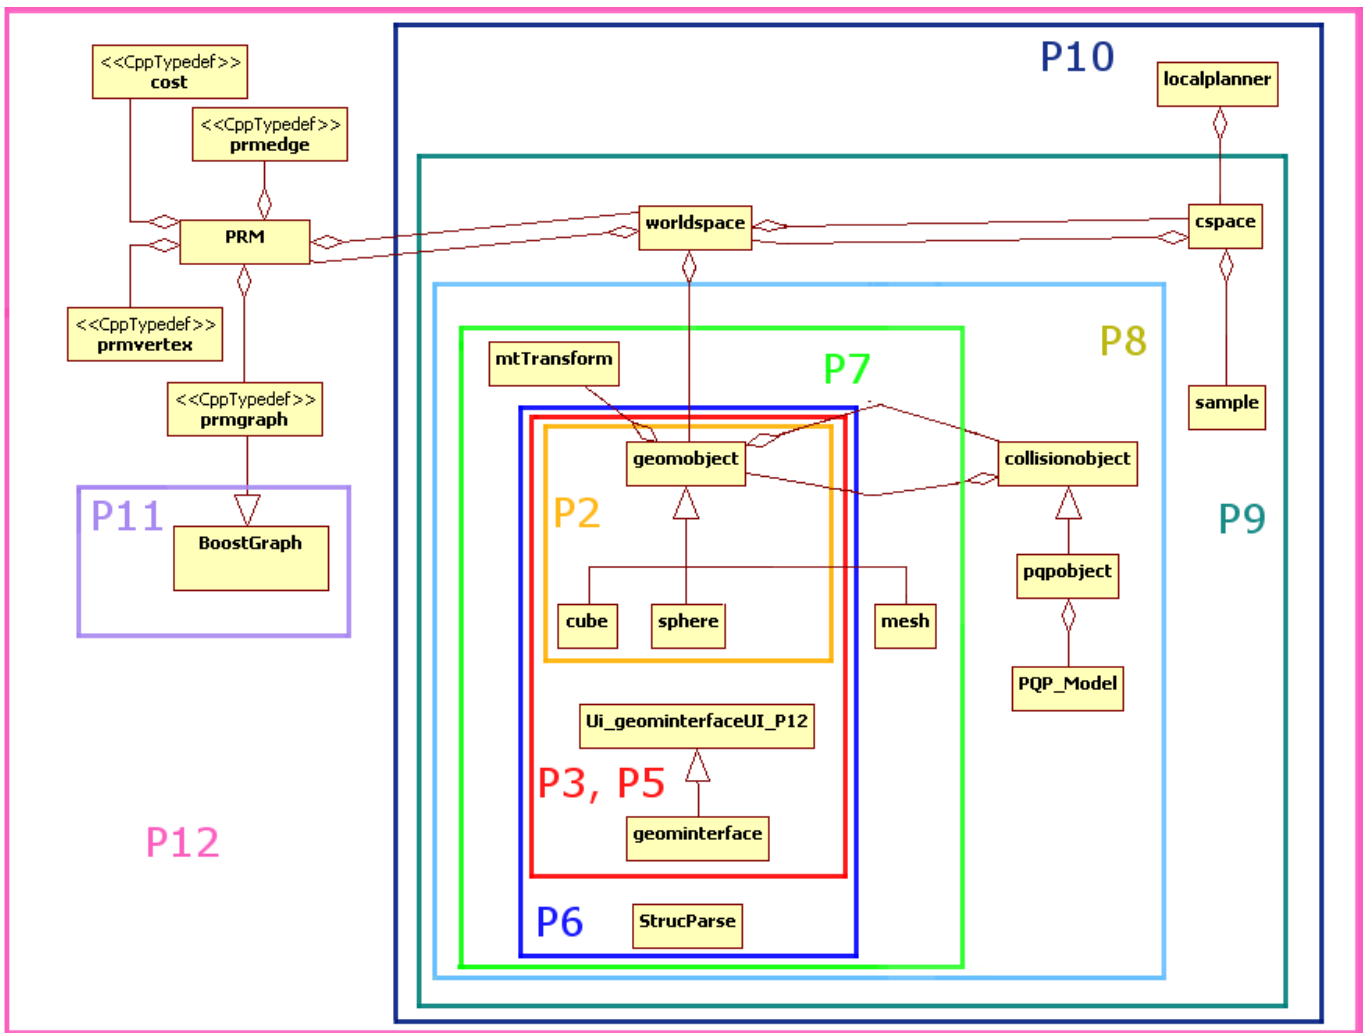 P10
<<CppTypedef>>
cost
localplanner
<<CppTypedef>>
prmedge
worldspace
cspace
PRM
<<CppTypedef>>
prmvertex
P8
mtTransform
P7
<<CppTypedef>>
prmgraph
sample
geomobject
collisionobject
P11
P2
P9
BoostGraph
pqpobject
cube
sphere
mesh
PQP_Model
Ui_geominterfaceUI_P12
P3, P5
geominterface
P12
P6
StrucParse